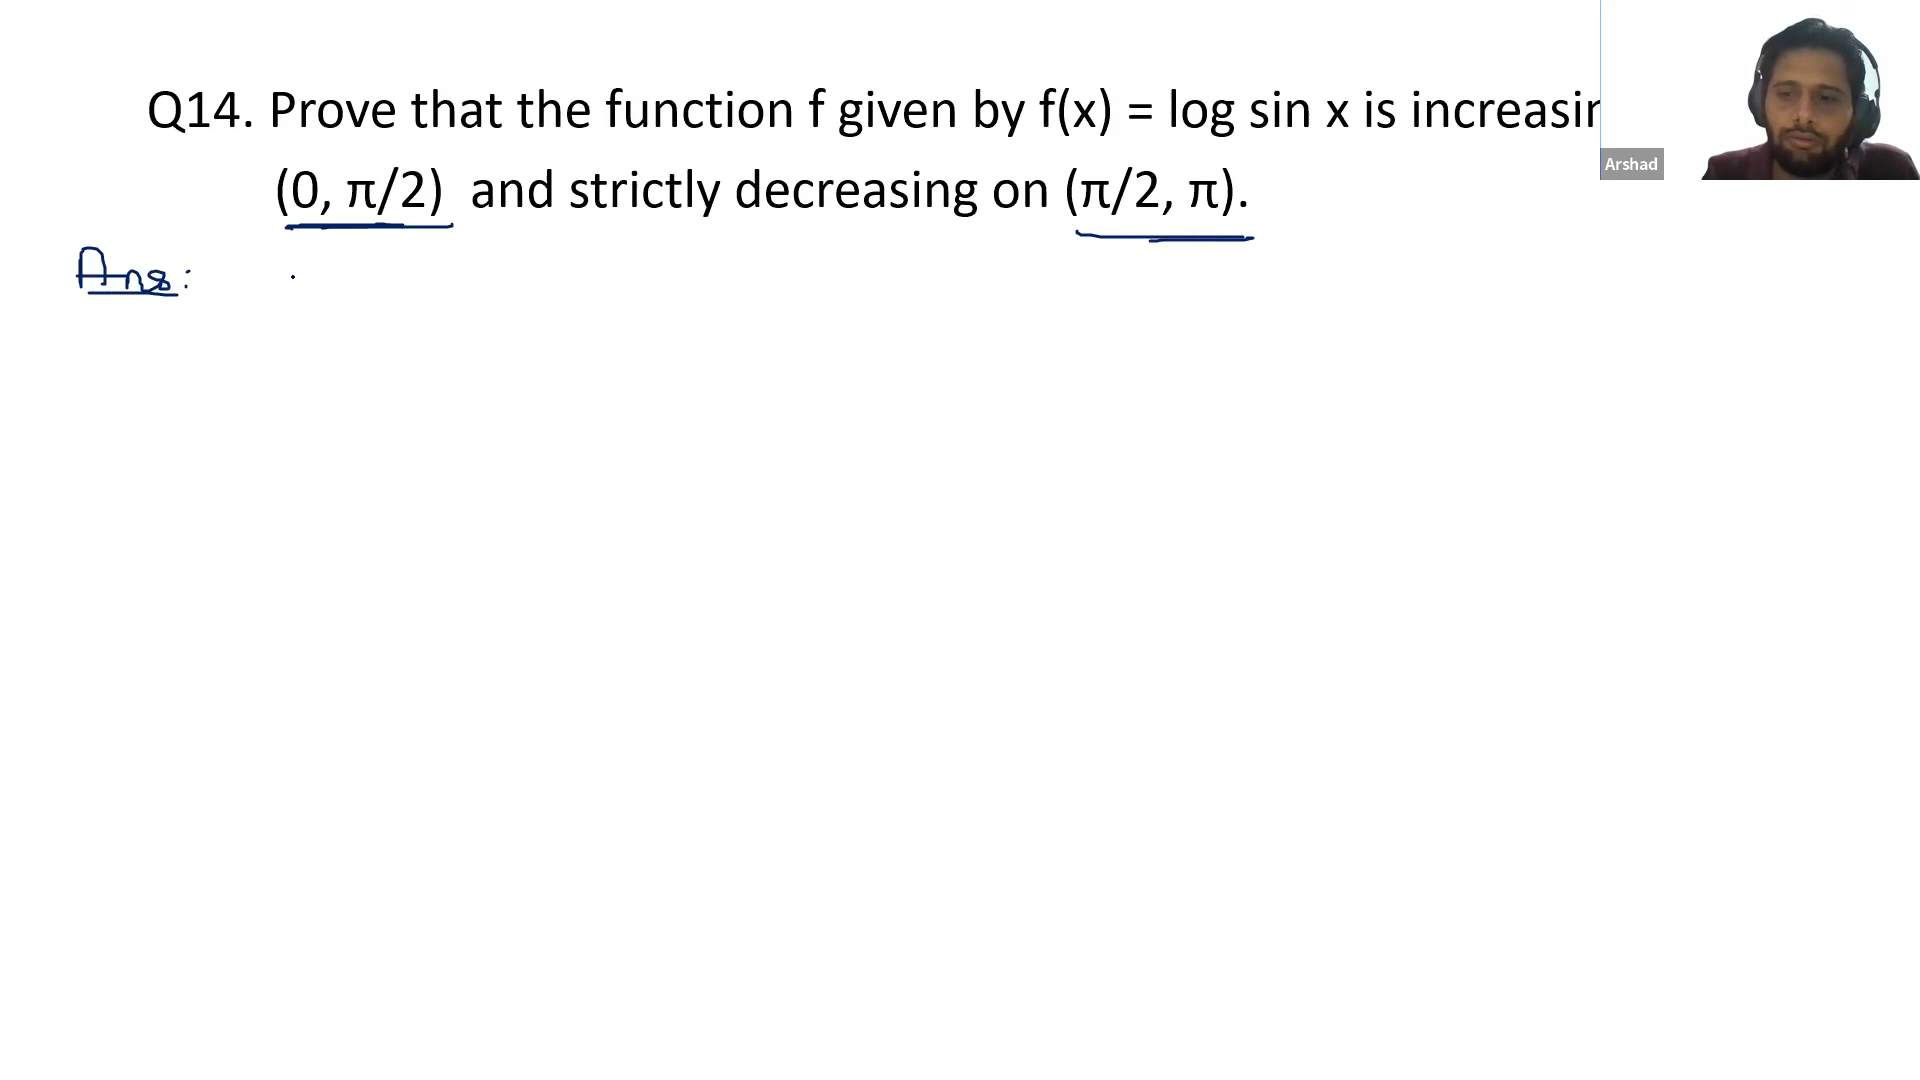 Q14. Prove that the function f given by f(x) = log sin x is
(0, π/2) and strictly decreasing on (π/2, π).
Ans:
Arshad